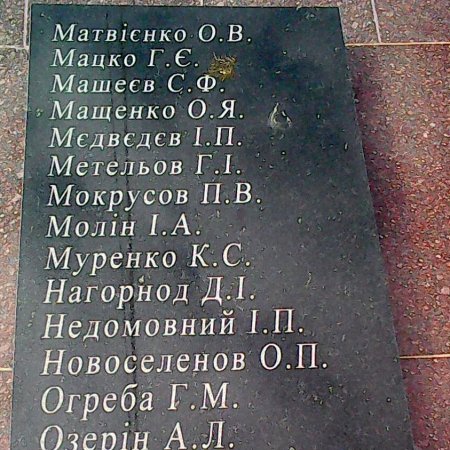 Матвієнко О.В.
Мацко Г.Є.
Машеєв С.Ф.
Мащенко О.Я.
Мєдвєдєв І.П.
Метельов Г.І.
Мокрусов П.В.
Молін І.А.
Муренко К.С.
Нагорнод Д.І.
Недомовний І.П.
Новоселенов О.П.
Огреба Г.М.
Озерін А.Л.